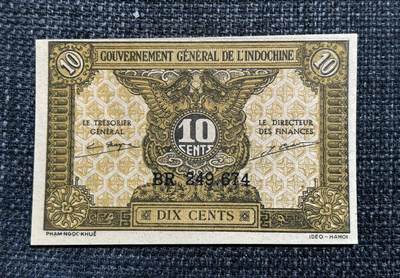 GOUVERNEMENT GÉNÉRAL DE L'INDOCHINE
10
10
LE TRÉSORIER
GÉNÉRAL
LE DIRECTEUR
DES FINANCES
10
CENTS
BR 249.674
DIX CENTS
PHAM-NGOC-KHUÊ
IDEO-HANOI